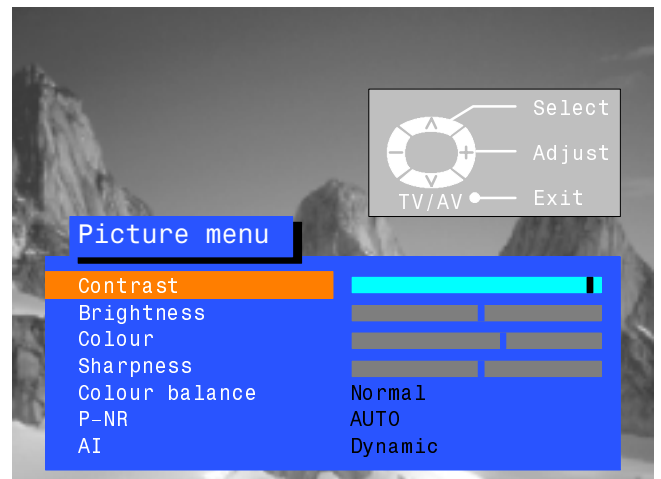 Select
Adjust
TV/AV Exit
Picture menu
Contrast
Brightness
Colour
Sharpness
Colour balance Normal
P-NR AUTO
AI Dynamic